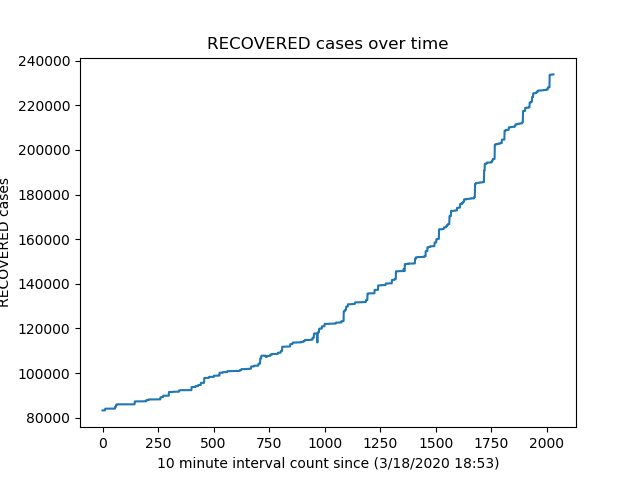 RECOVERED cases over time
240000
220000
200000
180000
160000
140000
120000
100000
80000
RECOVERED cases
0 250 500 750 1000 1250 1500 1750 2000
10 minute interval count since (3/18/2020 18:53)